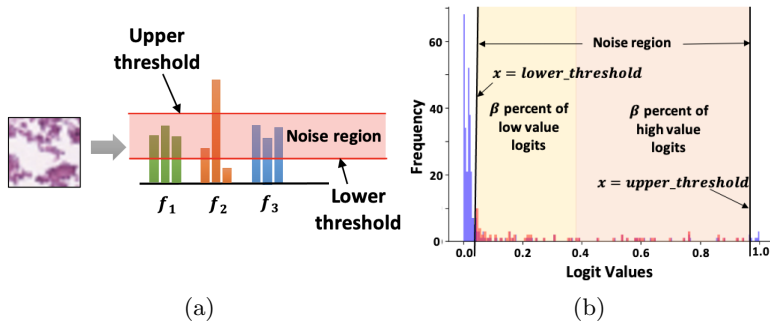 Upper
threshold
Noise region
Lower
threshold
f₁ f₂ f₃
(a)
Frequency
60
40
20
0
Noise region
x = lower_threshold
β percent of
low value
logits
β percent of
high value
logits
x = upper_threshold
0.0 0.2 0.4 0.6 0.8 1.0
Logit Values
(b)